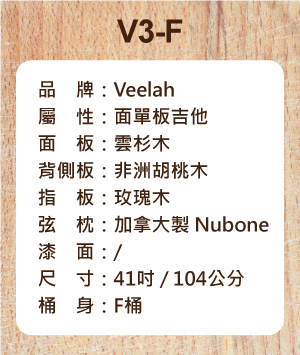 V3-F
品　牌：Veelah
屬　性：面單板吉他
面　板：雲杉木
背側板：非洲胡桃木
指　板：玫瑰木
弦　枕：加拿大製 Nubone
漆　面：/
尺　寸：41吋 / 104公分
桶　身：F桶